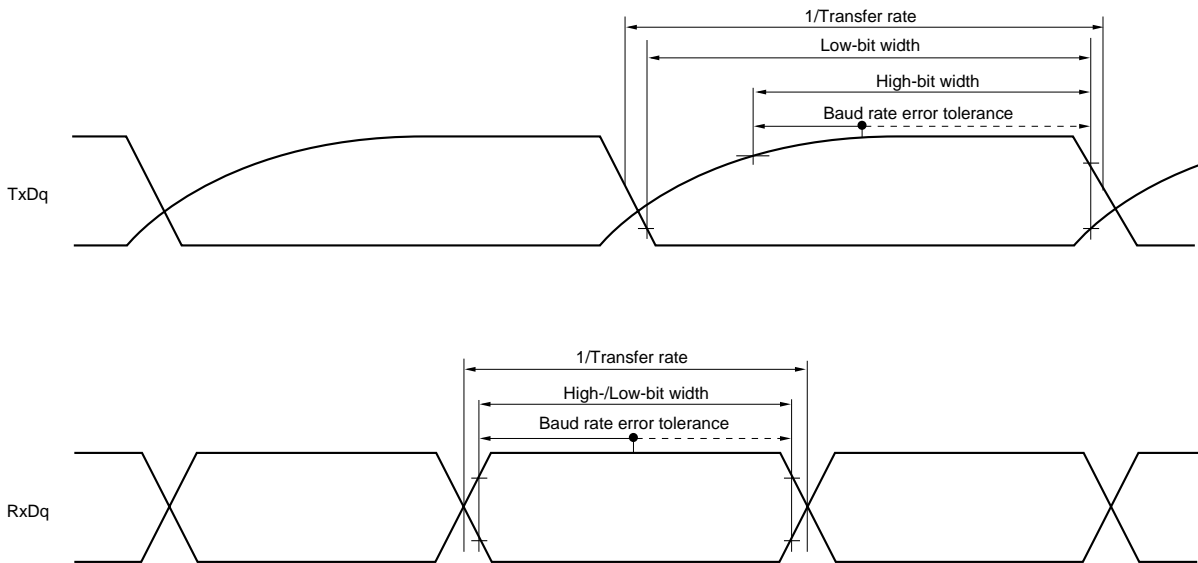 1/Transfer rate
Low-bit width
High-bit width
Baud rate error tolerance
TxDq
1/Transfer rate
High-/Low-bit width
Baud rate error tolerance
RxDq